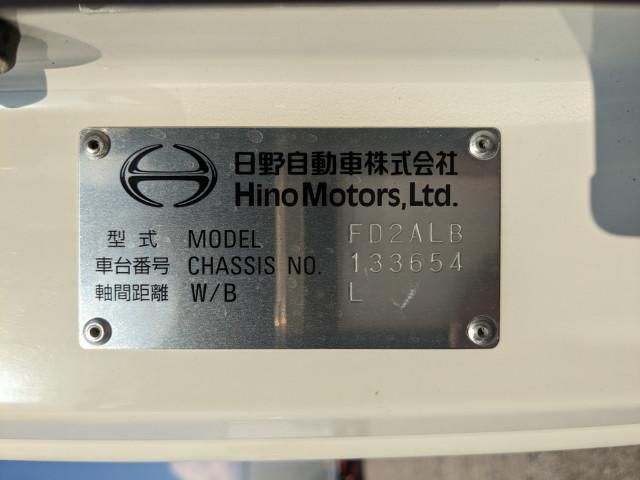 日野自動車株式会社
Hino Motors, Ltd.
型式 MODEL FD2ALB
車台番号 CHASSIS NO. 133654
軸間距離 W/B L